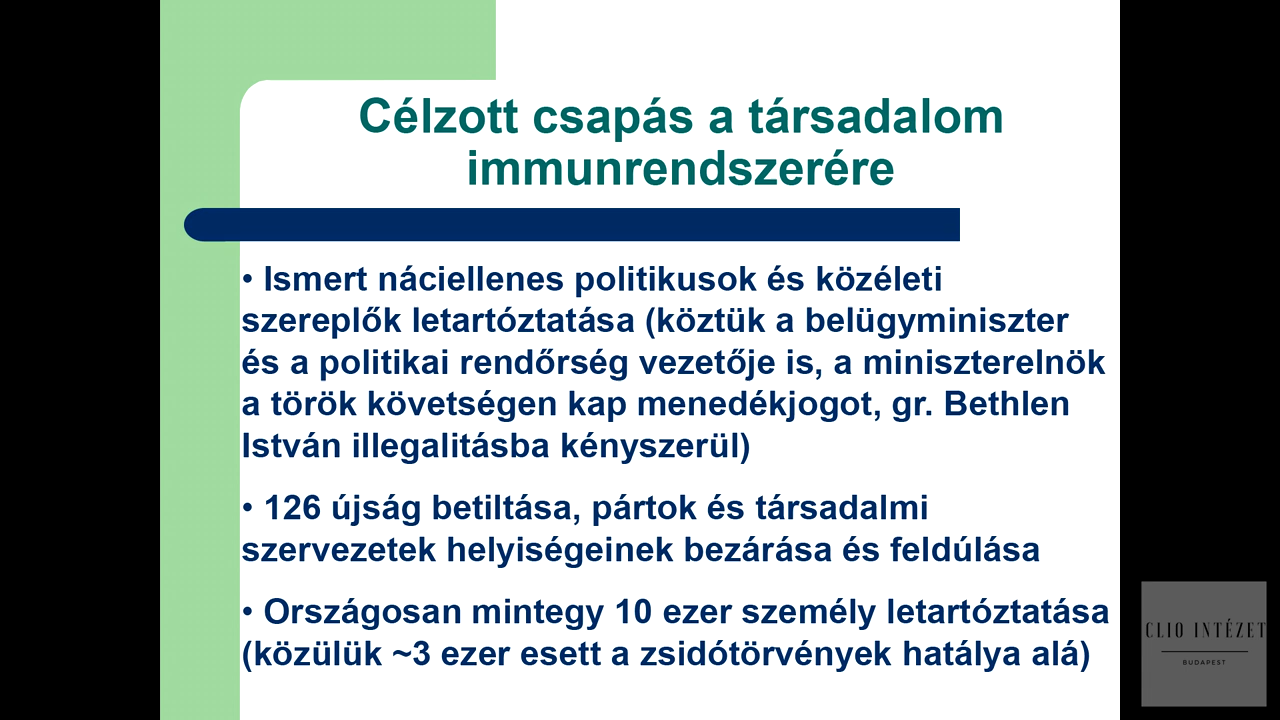 Célzott csapás a társadalom
immunrendszerére
• Ismert náciellenes politikusok és közéleti
szereplők letartóztatása (köztük a belügyminiszter
és a politikai rendőrség vezetője is, a miniszterelnök
a török követségen kap menedékjogot, gr. Bethlen
István illegalitásba kényszerül)
• 126 újság betiltása, pártok és társadalmi
szervezetek helyiségeinek bezárása és feldúlása
• Országosan mintegy 10 ezer személy letartóztatása
(közülük ~3 ezer esett a zsidótörvények hatálya alá)
CLIO INTÉZET
BUDAPEST